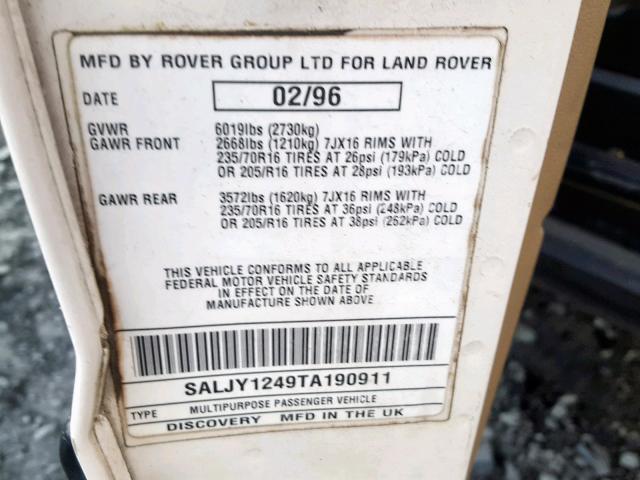 MFD BY ROVER GROUP LTD FOR LAND ROVER
DATE 02/96
GVWR 6019lbs (2730kg)
GAWR FRONT 2668lbs (1210kg) 7JX16 RIMS WITH
235/70R16 TIRES AT 26psi (179kPa) COLD
OR 205/R16 TIRES AT 28psi (193kPa) COLD
GAWR REAR 3572lbs (1620kg) 7JX16 RIMS WITH
235/70R16 TIRES AT 36psi (248kPa) COLD
OR 205/R16 TIRES AT 38psi (262kPa) COLD
THIS VEHICLE CONFORMS TO ALL APPLICABLE
FEDERAL MOTOR VEHICLE SAFETY STANDARDS
IN EFFECT ON THE DATE OF
MANUFACTURE SHOWN ABOVE
SALJY1249TA190911
TYPE MULTIPURPOSE PASSENGER VEHICLE
DISCOVERY MFD IN THE UK